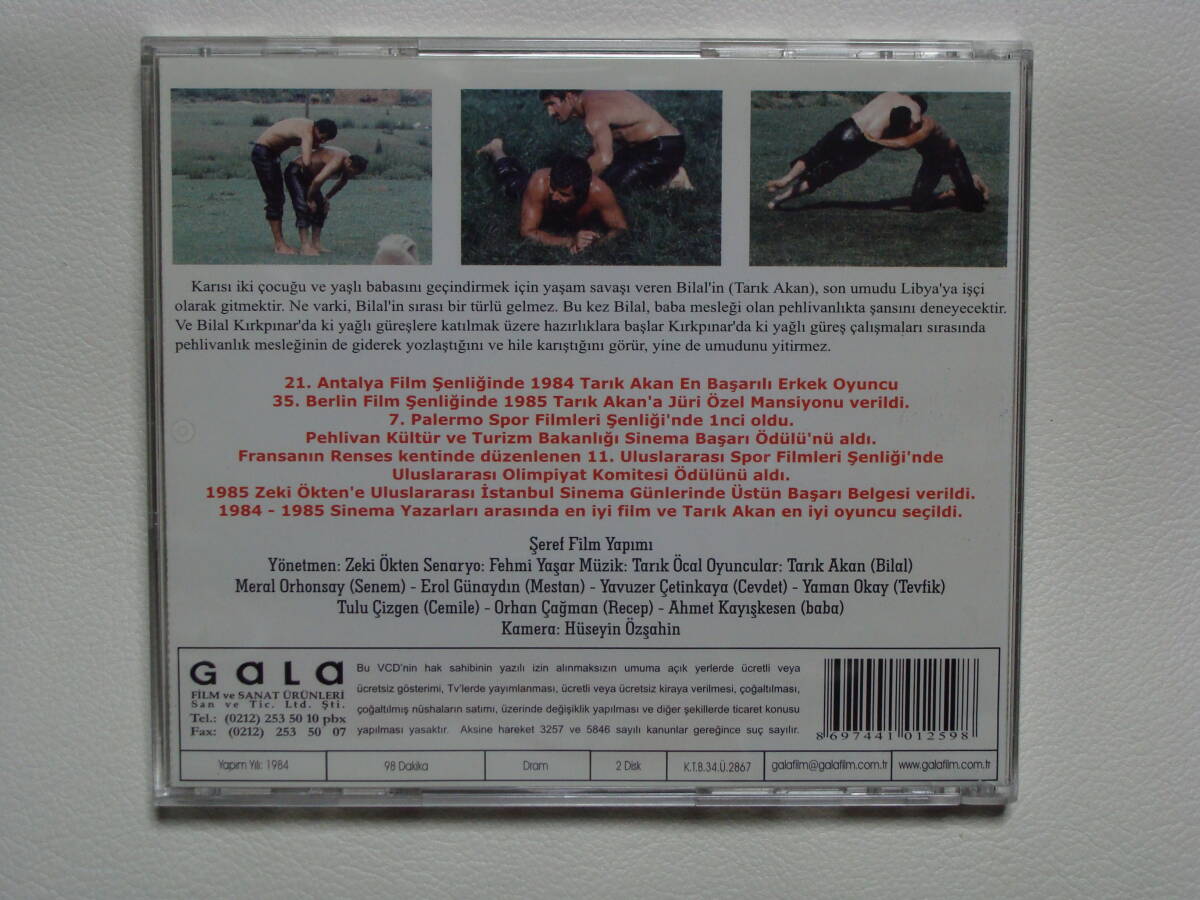 Karısı iki çocuğu ve yaşlı babasını geçindirmek için yaşam savaşı veren Bilal'in (Tarık Akan), son umudu Libya'ya işçi
olarak gitmektir. Ne varki, Bilal'in sırası bir türlü gelmez. Bu kez Bilal, baba mesleği olan pehlivanlıkta şansını deneyecektir.
Ve Bilal Kırkpınar'da ki yağlı güreşlere katılmak üzere hazırlıklara başlar Kırkpınar'da ki yağlı güreş çalışmaları sırasında
pehlivanlık mesleğinin de giderek yozlaştığını ve hile karıştığını görür, yine de umudunu yitirmez.
21. Antalya Film Şenliğinde 1984 Tarık Akan En Başarılı Erkek Oyuncu
35. Berlin Film Şenliğinde 1985 Tarık Akan'a Jüri Özel Mansiyonu verildi.
7. Palermo Spor Filmleri Şenliği'nde 1nci oldu.
Pehlivan Kültür ve Turizm Bakanlığı Sinema Başarı Ödülü'nü aldı.
Fransanın Renses kentinde düzenlenen 11. Uluslararası Spor Filmleri Şenliği'nde
Uluslararası Olimpiyat Komitesi Ödülünü aldı.
1985 Zeki Ökten'e Uluslararası İstanbul Sinema Günlerinde Üstün Başarı Belgesi verildi.
1984 - 1985 Sinema Yazarları arasında en iyi film ve Tarık Akan en iyi oyuncu seçildi.
Şeref Film Yapımı
Yönetmen: Zeki Ökten Senaryo: Fehmi Yaşar Müzik: Tarık Öcal Oyuncular: Tarık Akan (Bilal)
Meral Orhonsay (Senem) - Erol Günaydın (Mestan) - Yavuzer Çetinkaya (Cevdet) - Yaman Okay (Tevfik)
Tulu Çizgen (Cemile) - Orhan Çağman (Recep) - Ahmet Kayışkesen (baba)
Kamera: Hüseyin Özşahin
GALA
FİLM ve SANAT ÜRÜNLERİ
San ve Tic. Ltd. Şti.
Tel.: (0212) 253 50 10 pbx
Fax: (0212) 253 50 07
Bu VCD'nin hak sahibinin yazılı izin alınmaksızın umuma açık yerlerde ücretli veya
ücretsiz gösterimi, Tv'lerde yayımlanması, ücretli veya ücretsiz kiraya verilmesi, çoğaltılması,
çoğaltılmış nüshaların satımı, üzerinde değişiklik yapılması ve diğer şekillerde ticaret konusu
yapılması yasaktır. Aksine hareket 3257 ve 5846 sayılı kanunlar gereğince suç sayılır.
8 697441 012598
Yapım Yılı: 1984
98 Dakika
Dram
2 Disk
K.T.B.34.Ü.2867
galafilm@galafilm.com.tr
www.galafilm.com.tr